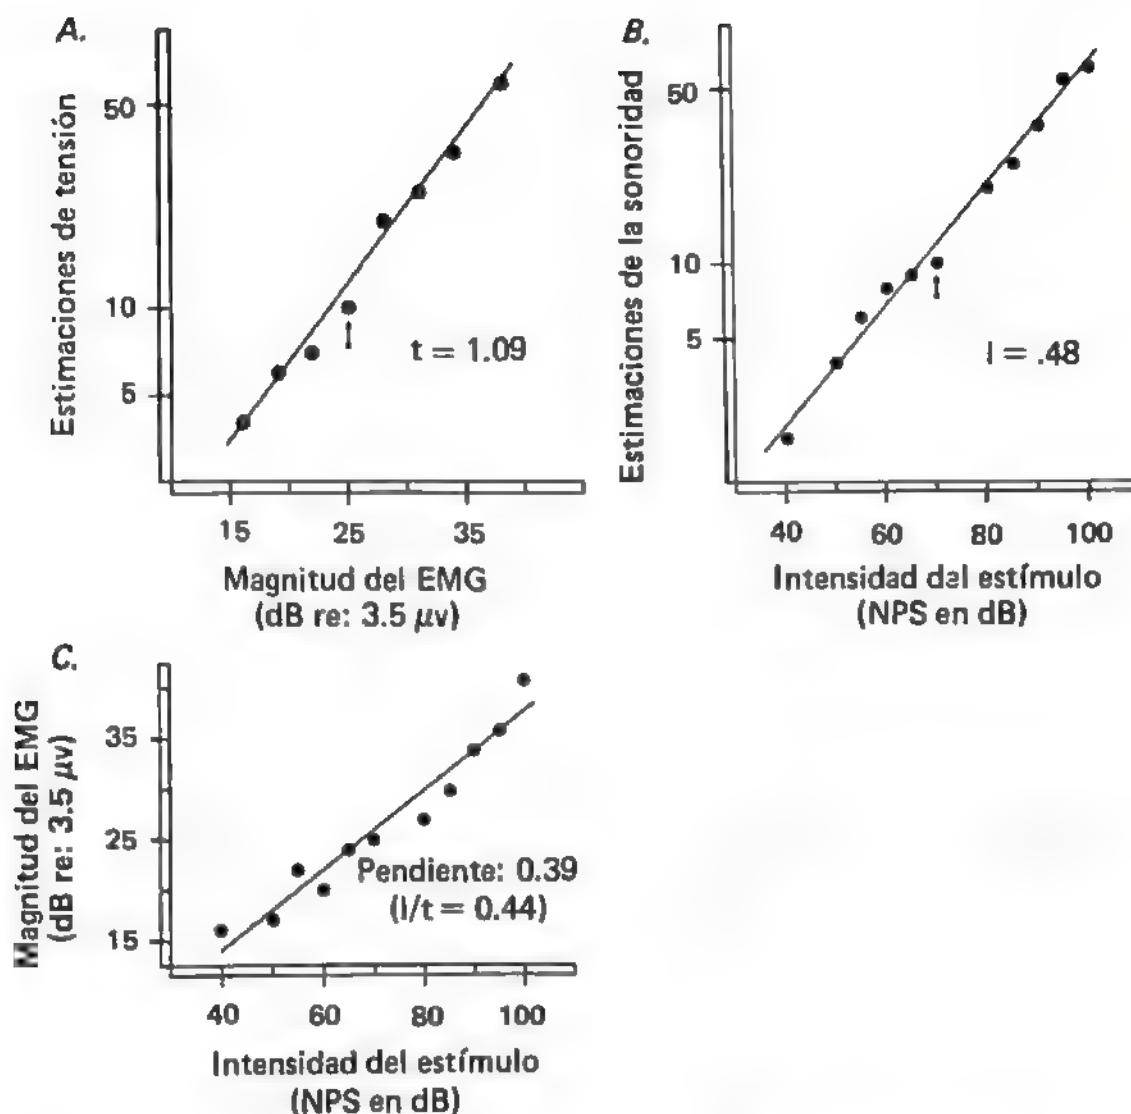 A.
Estimaciones de tensión
50
10
5
t = 1.09
15 25 35
Magnitud del EMG
(dB re: 3.5 μv)
B.
Estimaciones de la sonoridad
50
10
5
l = .48
40 60 80 100
Intensidad del estímulo
(NPS en dB)
C.
Magnitud del EMG
(dB re: 3.5 μv)
35
25
15
Pendiente: 0.39
(l/t = 0.44)
40 60 80 100
Intensidad del estímulo
(NPS en dB)